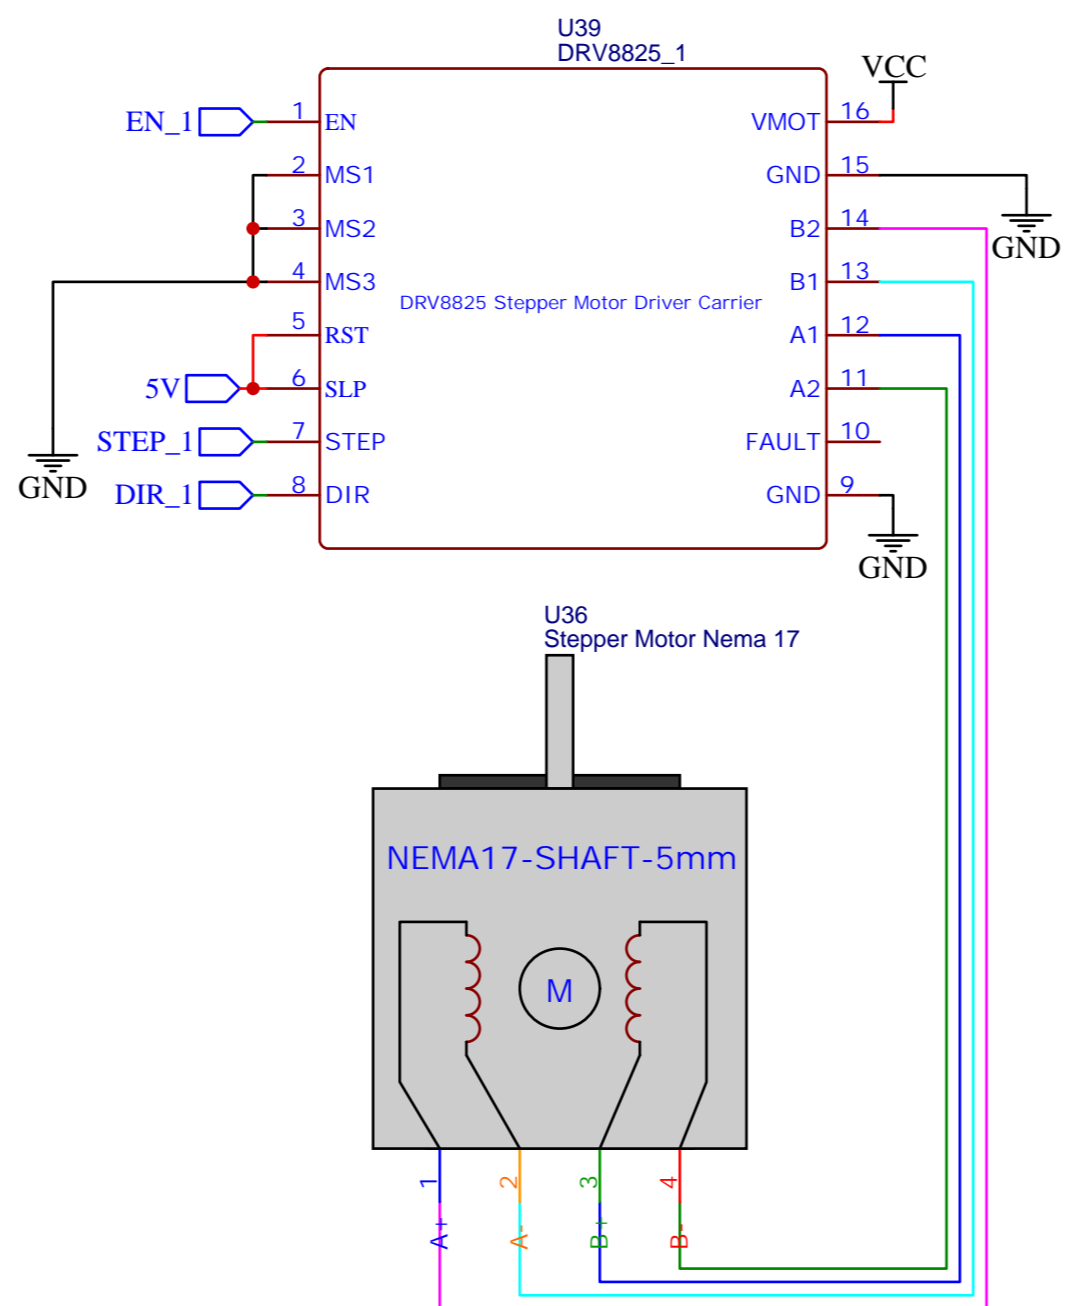 U39
DRV8825_1
VCC
EN_1 1 EN VMOT 16
2 MS1 GND 15
3 MS2 B2 14
GND
4 MS3 B1 13
DRV8825 Stepper Motor Driver Carrier
5 RST A1 12
5V 6 SLP A2 11
STEP_1 7 STEP FAULT 10
GND
DIR_1 8 DIR GND 9
GND
U36
Stepper Motor Nema 17
NEMA17-SHAFT-5mm
M
1 2 3 4
A+ A- B+ B-